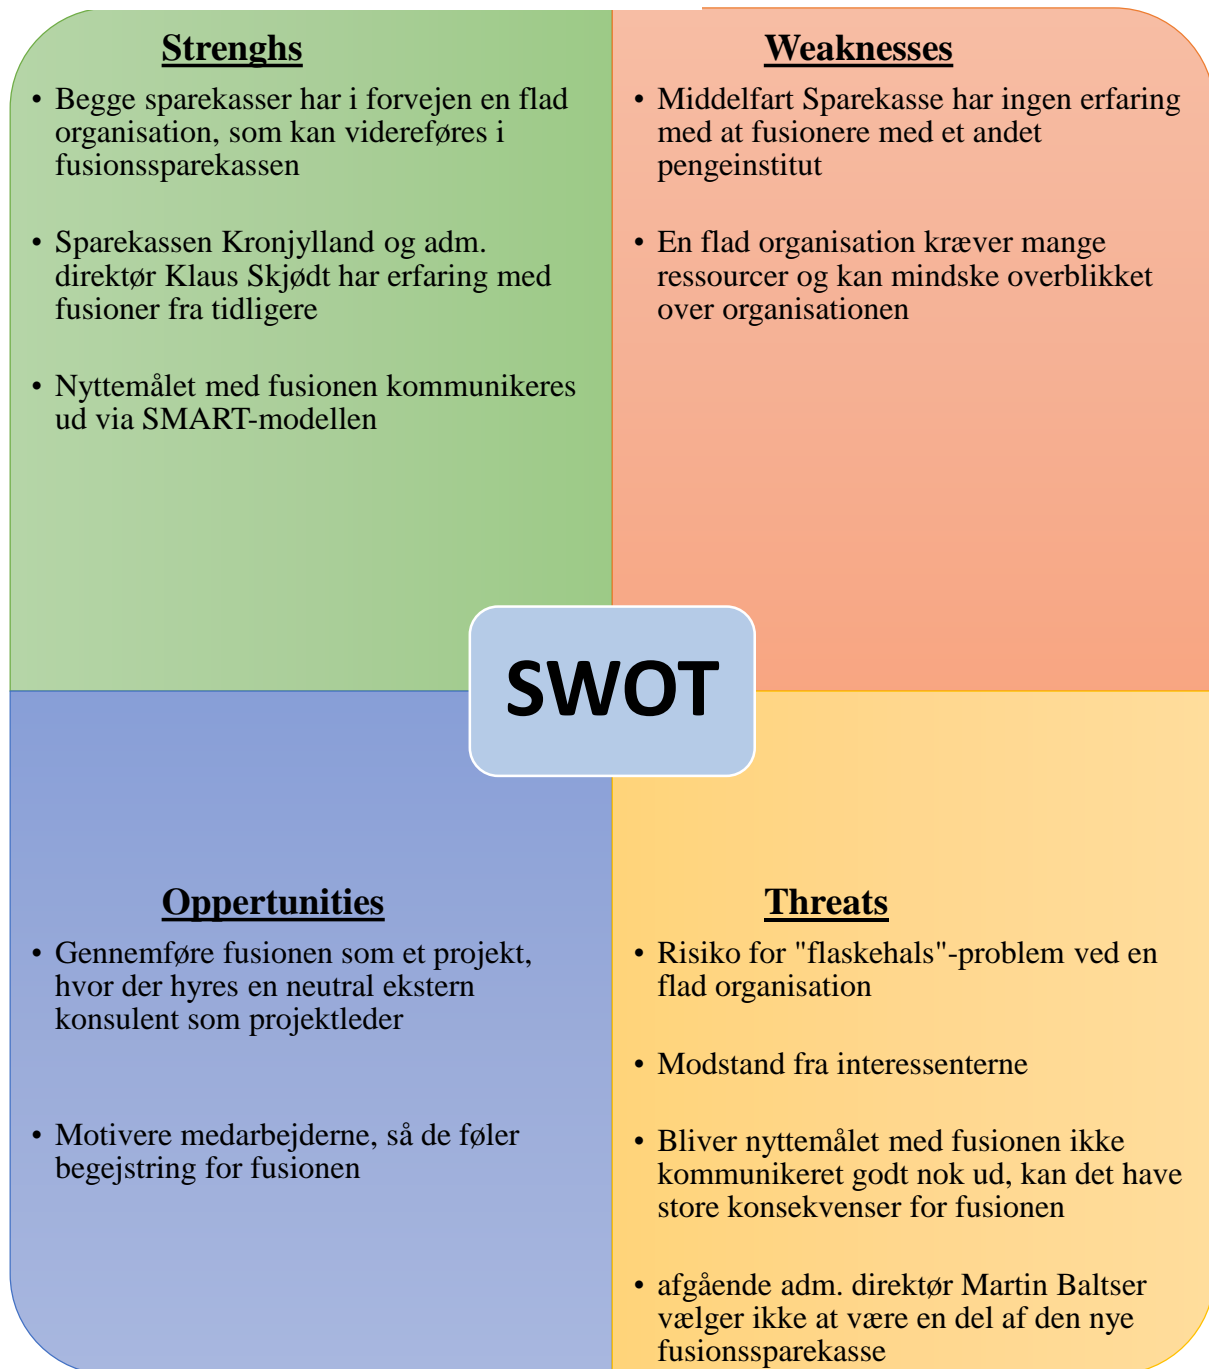 Strenghs
• Begge sparekasser har i forvejen en flad
organisation, som kan videreføres i
fusionssparekassen
• Sparekassen Kronjylland og adm.
direktør Klaus Skjødt har erfaring med
fusioner fra tidligere
• Nyttemålet med fusionen kommunikeres
ud via SMART-modellen
Weaknesses
• Middelfart Sparekasse har ingen erfaring
med at fusionere med et andet
pengeinstitut
• En flad organisation kræver mange
ressourcer og kan mindske overblikket
over organisationen
SWOT
Oppertunities
• Gennemføre fusionen som et projekt,
hvor der hyres en neutral ekstern
konsulent som projektleder
• Motivere medarbejderne, så de føler
begejstring for fusionen
Threats
• Risiko for "flaskehals"-problem ved en
flad organisation
• Modstand fra interessenterne
• Bliver nyttemålet med fusionen ikke
kommunikeret godt nok ud, kan det have
store konsekvenser for fusionen
• afgående adm. direktør Martin Baltser
vælger ikke at være en del af den nye
fusionssparekasse